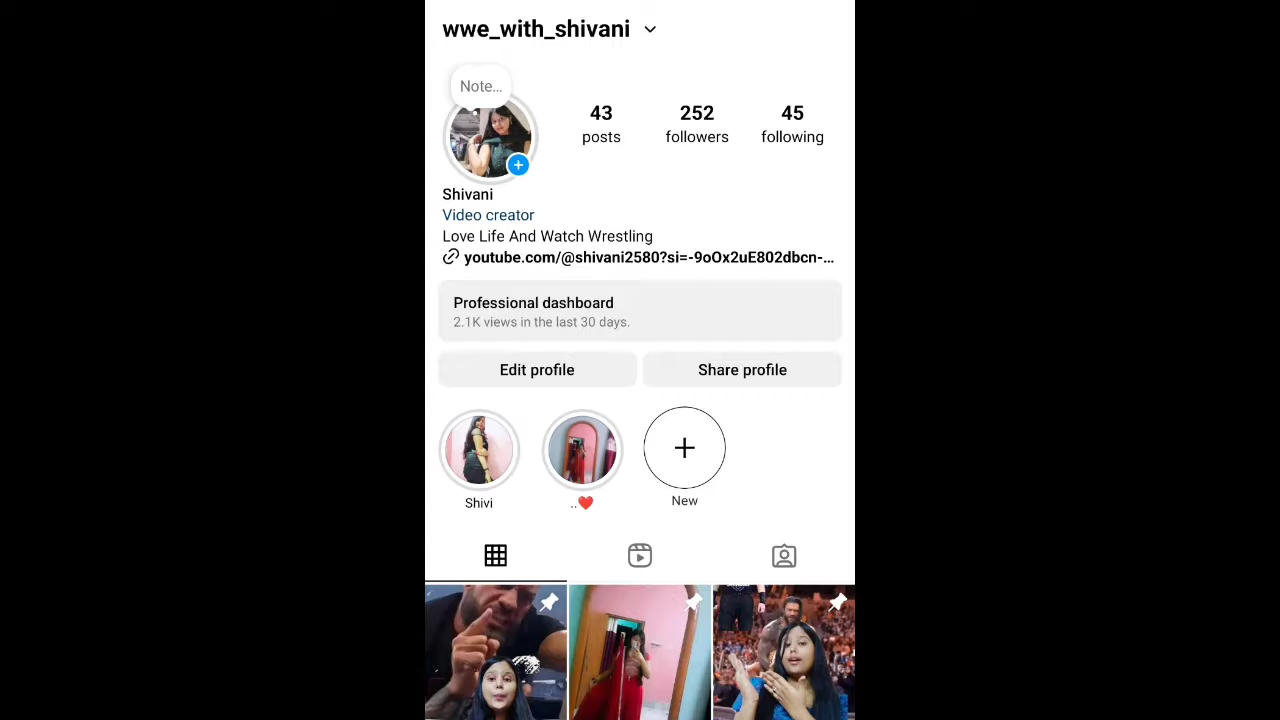 wwe_with_shivani
Note...
43
posts
252
followers
45
following
Shivani
Video creator
Love Life And Watch Wrestling
youtube.com/@shivani2580?si=-9oOx2uE802dbcn-...
Professional dashboard
2.1K views in the last 30 days.
Edit profile
Share profile
Shivi
..❤️
New